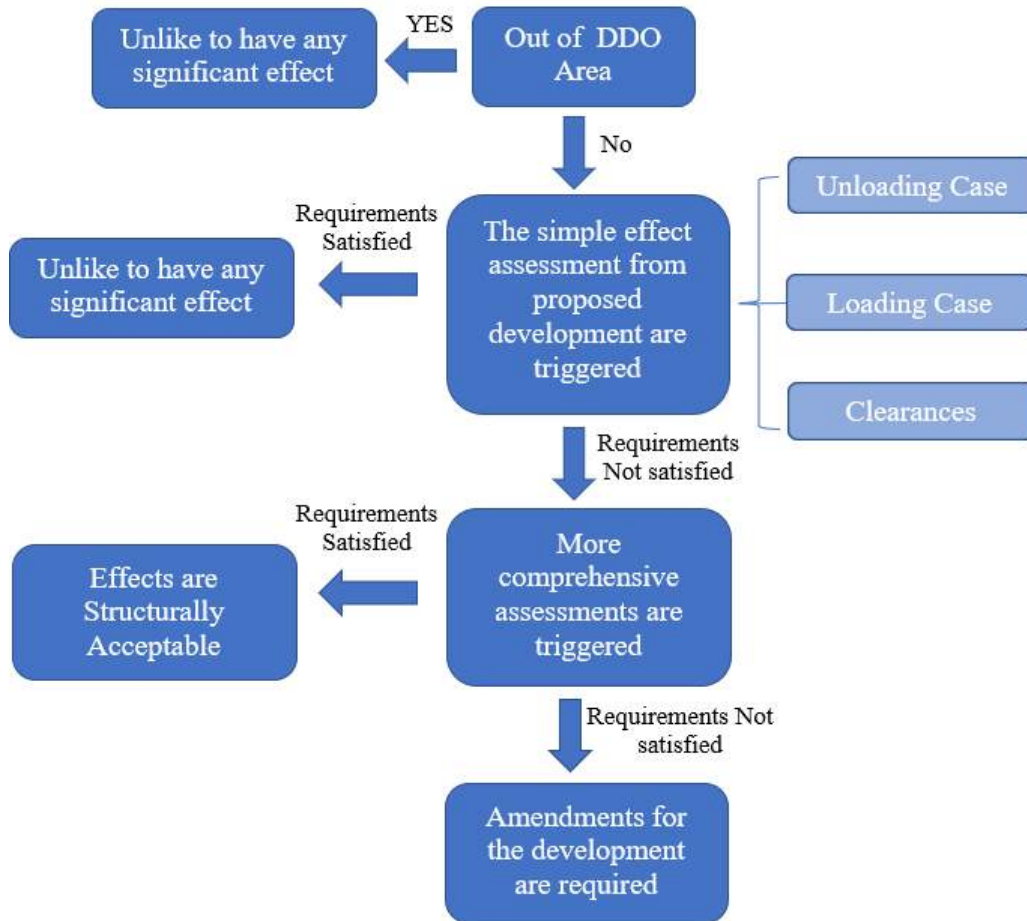 Unlike to have any
significant effect
YES
Out of DDO
Area
No
Requirements
Satisfied
Unlike to have any
significant effect
The simple effect
assessment from
proposed
development are
triggered
Unloading Case
Loading Case
Clearances
Requirements
Not satisfied
Requirements
Satisfied
Effects are
Structurally
Acceptable
More
comprehensive
assessments are
triggered
Requirements Not
satisfied
Amendments for
the development
are required